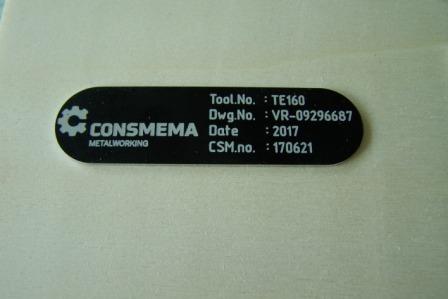 CONSMEMA
METALWORKING
Tool.No. : TE160
Dwg.No. : VR-09296687
Date : 2017
CSM.no. : 170621